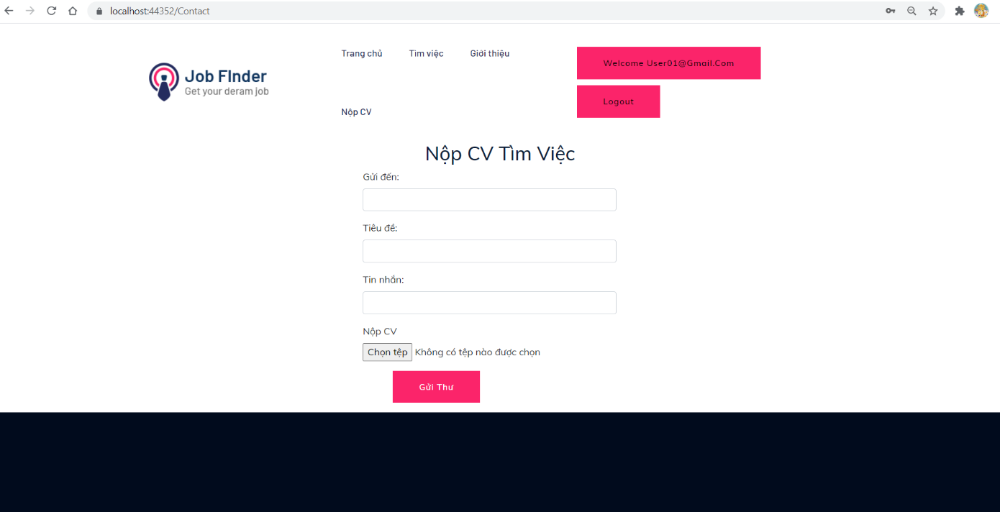 localhost:44352/Contact
Trang chủ
Tìm việc
Giới thiệu
Welcome User01@Gmail.Com
Job FInder
Get your deram job
Logout
Nộp CV
Nộp CV Tìm Việc
Gửi đến:
Tiêu đề:
Tin nhắn:
Nộp CV
Chọn tệp Không có tệp nào được chọn
Gửi Thư